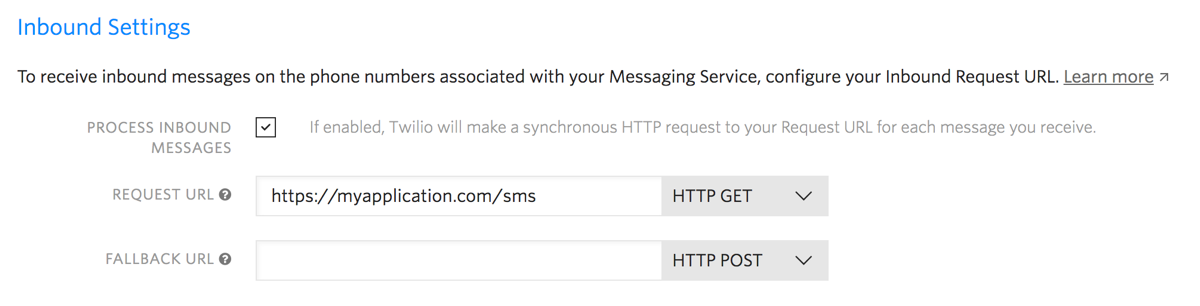 Inbound Settings
To receive inbound messages on the phone numbers associated with your Messaging Service, configure your Inbound Request URL. Learn more
PROCESS INBOUND
MESSAGES
If enabled, Twilio will make a synchronous HTTP request to your Request URL for each message you receive.
REQUEST URL
https://myapplication.com/sms
HTTP GET
FALLBACK URL
HTTP POST